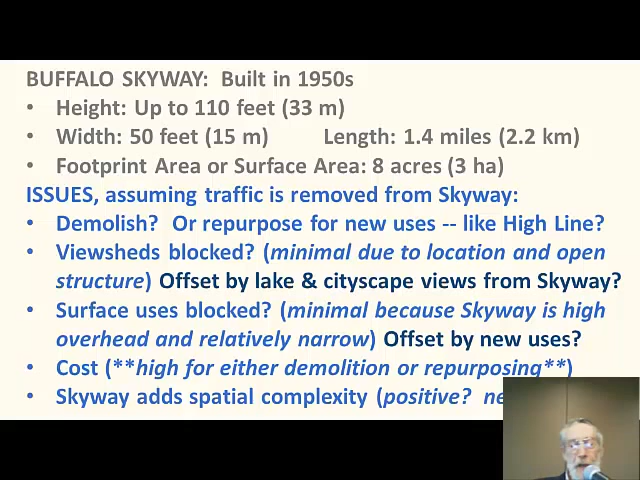 BUFFALO SKYWAY:  Built in 1950s
• Height: Up to 110 feet (33 m)
• Width: 50 feet (15 m)  Length: 1.4 miles (2.2 km)
• Footprint Area or Surface Area: 8 acres (3 ha)
ISSUES, assuming traffic is removed from Skyway:
• Demolish?  Or repurpose for new uses -- like High Line?
• Viewsheds blocked? (minimal due to location and open
structure) Offset by lake & cityscape views from Skyway?
• Surface uses blocked? (minimal because Skyway is high
overhead and relatively narrow) Offset by new uses?
• Cost (**high for either demolition or repurposing**)
• Skyway adds spatial complexity (positive?